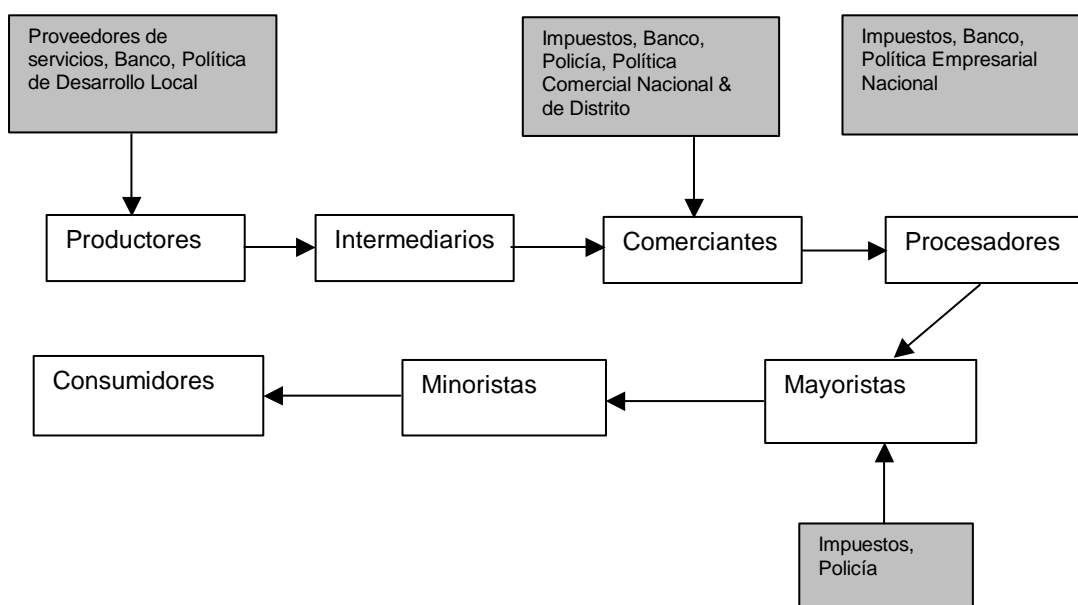 Proveedores de
servicios, Banco, Política
de Desarrollo Local
Impuestos, Banco,
Policía, Política
Comercial Nacional &
de Distrito
Impuestos, Banco,
Política Empresarial
Nacional
Productores
Intermediarios
Comerciantes
Procesadores
Consumidores
Minoristas
Mayoristas
Impuestos,
Policía